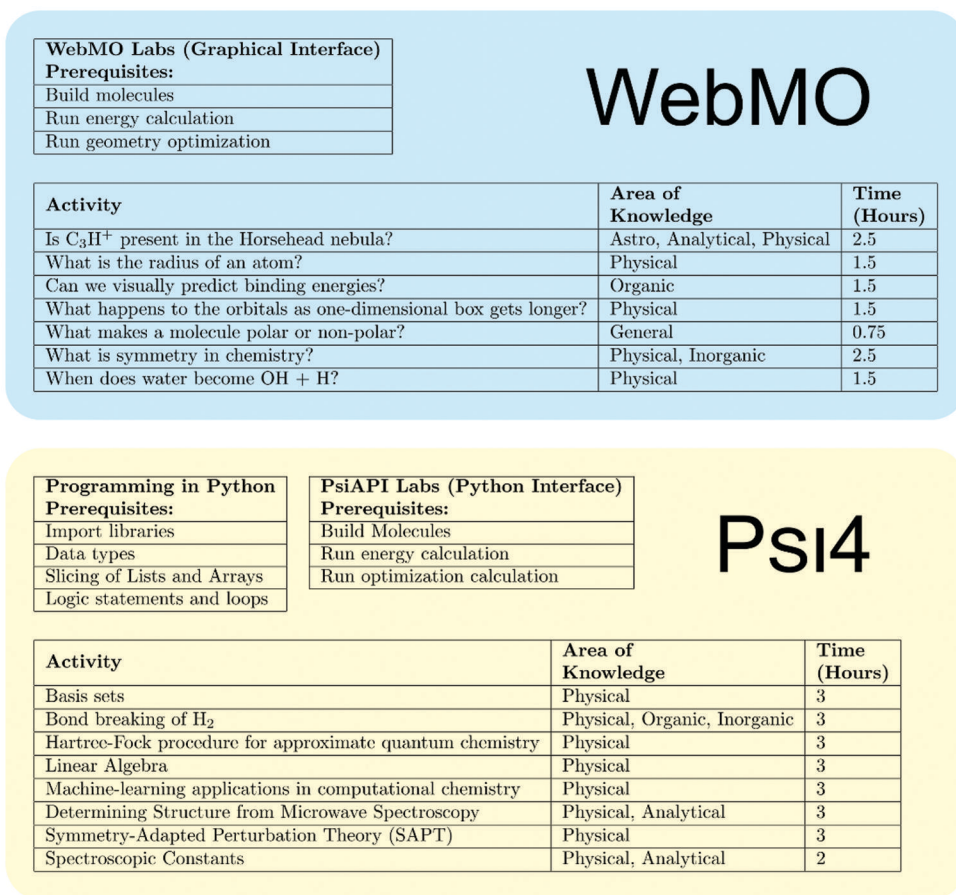 WebMO Labs (Graphical Interface)
Prerequisites:
Build molecules
Run energy calculation
Run geometry optimization
WebMO
Activity Area of Knowledge Time (Hours)
Is C₃H⁺ present in the Horsehead nebula? Astro, Analytical, Physical 2.5
What is the radius of an atom? Physical 1.5
Can we visually predict binding energies? Organic 1.5
What happens to the orbitals as one-dimensional box gets longer? Physical 1.5
What makes a molecule polar or non-polar? General 0.75
What is symmetry in chemistry? Physical, Inorganic 2.5
When does water become OH + H? Physical 1.5
Programming in Python
Prerequisites:
Import libraries
Data types
Slicing of Lists and Arrays
Logic statements and loops
PsiAPI Labs (Python Interface)
Prerequisites:
Build Molecules
Run energy calculation
Run optimization calculation
PSI4
Activity Area of Knowledge Time (Hours)
Basis sets Physical 3
Bond breaking of H₂ Physical, Organic, Inorganic 3
Hartree-Fock procedure for approximate quantum chemistry Physical 3
Linear Algebra Physical 3
Machine-learning applications in computational chemistry Physical 3
Determining Structure from Microwave Spectroscopy Physical, Analytical 3
Symmetry-Adapted Perturbation Theory (SAPT) Physical 3
Spectroscopic Constants Physical, Analytical 2